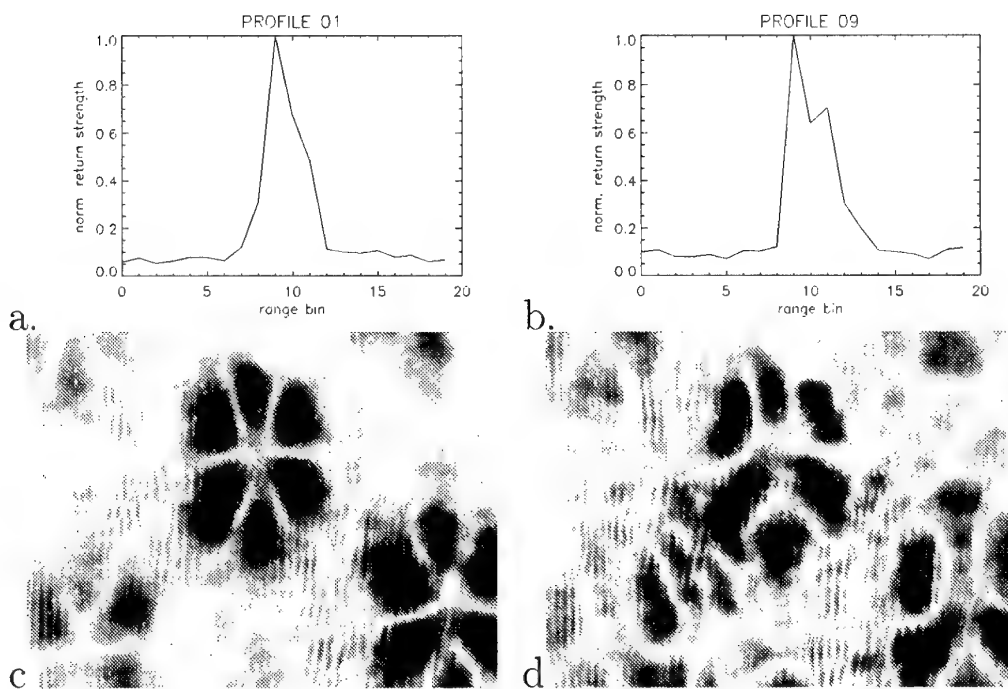 PROFILE 01
norm return strength
1.0
0.8
0.6
0.4
0.2
0.0
0 5 10 15 20
range bin
a.
PROFILE 09
norm. return strength
1.0
0.8
0.6
0.4
0.2
0.0
0 5 10 15 20
range bin
b.
c
d